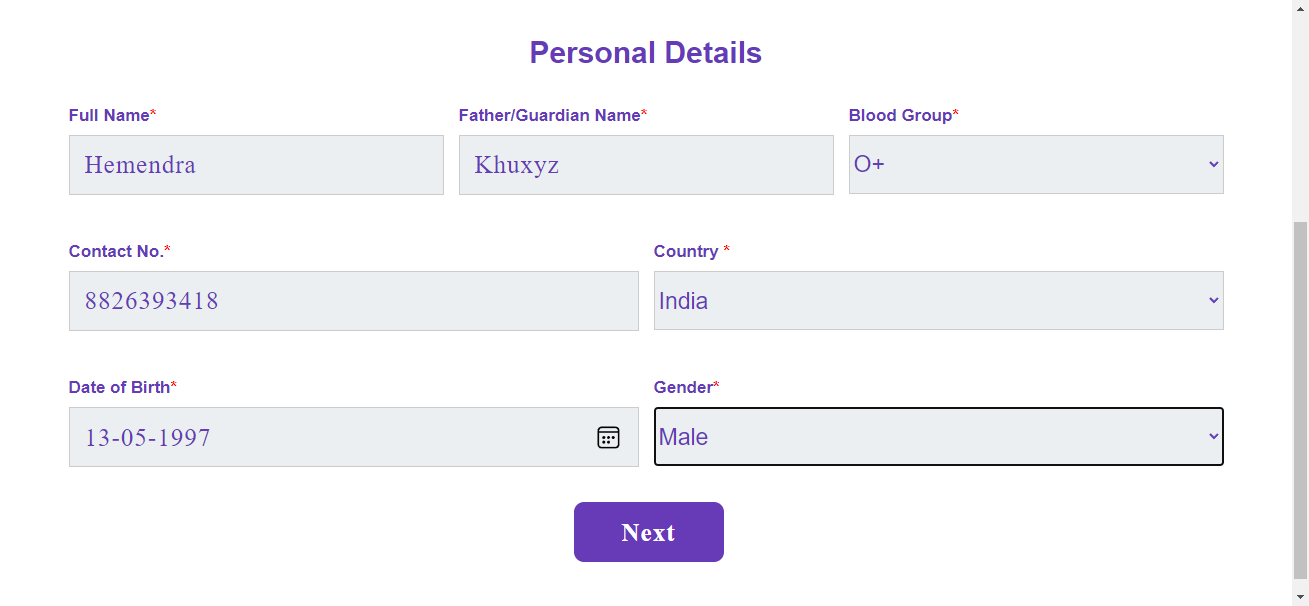 Personal Details
Full Name* Father/Guardian Name* Blood Group*
Hemendra Khuxyz O+
Contact No.* Country *
8826393418 India
Date of Birth* Gender*
13-05-1997 Male
Next